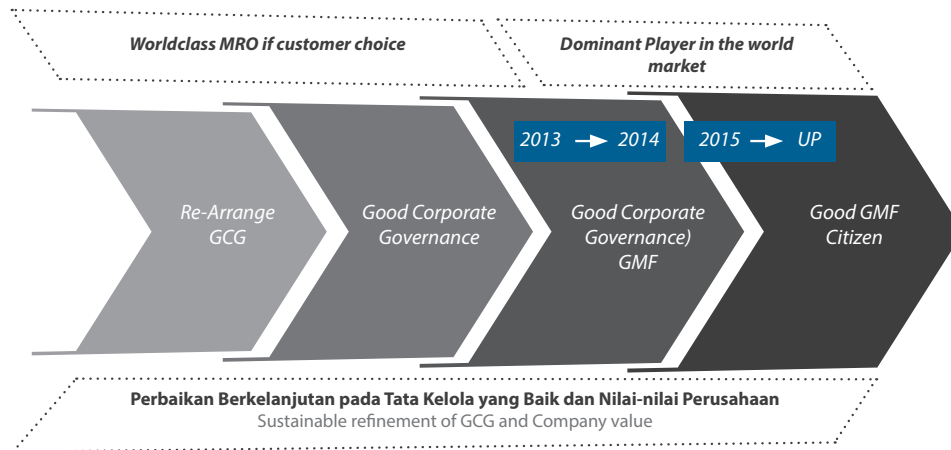 Worldclass MRO if customer choice
Dominant Player in the world
market
2013 → 2014
2015 → UP
Re-Arrange
GCG
Good Corporate
Governance
Good Corporate
Governance)
GMF
Good GMF
Citizen
Perbaikan Berkelanjutan pada Tata Kelola yang Baik dan Nilai-nilai Perusahaan
Sustainable refinement of GCG and Company value